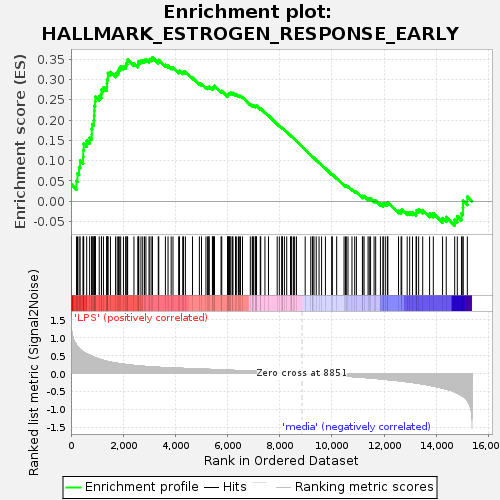 Enrichment plot:
HALLMARK_ESTROGEN_RESPONSE_EARLY
Enrichment score (ES)
0.35
0.30
0.25
0.20
0.15
0.10
0.05
0.00
-0.05
'LPS' (positively correlated)
Ranked list metric (Signal2Noise)
1.5
1.0
0.5
0.0
-0.5
-1.0
-1.5
Zero cross at 8851
'media' (negatively correlated)
0
2,000
4,000
6,000
8,000
10,000
12,000
14,000
16,000
Rank in Ordered Dataset
Enrichment profile
Hits
Ranking metric scores